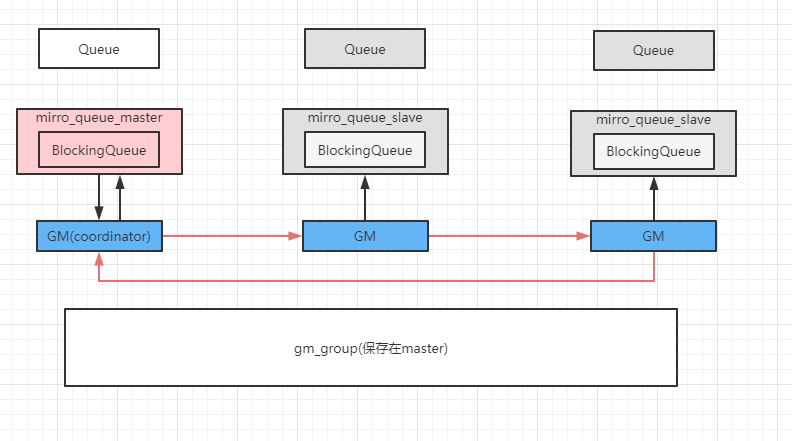 Queue
Queue
Queue
mirro_queue_master
BlockingQueue
mirro_queue_slave
BlockingQueue
mirro_queue_slave
BlockingQueue
GM(coordinator)
GM
GM
gm_group(保存在master)